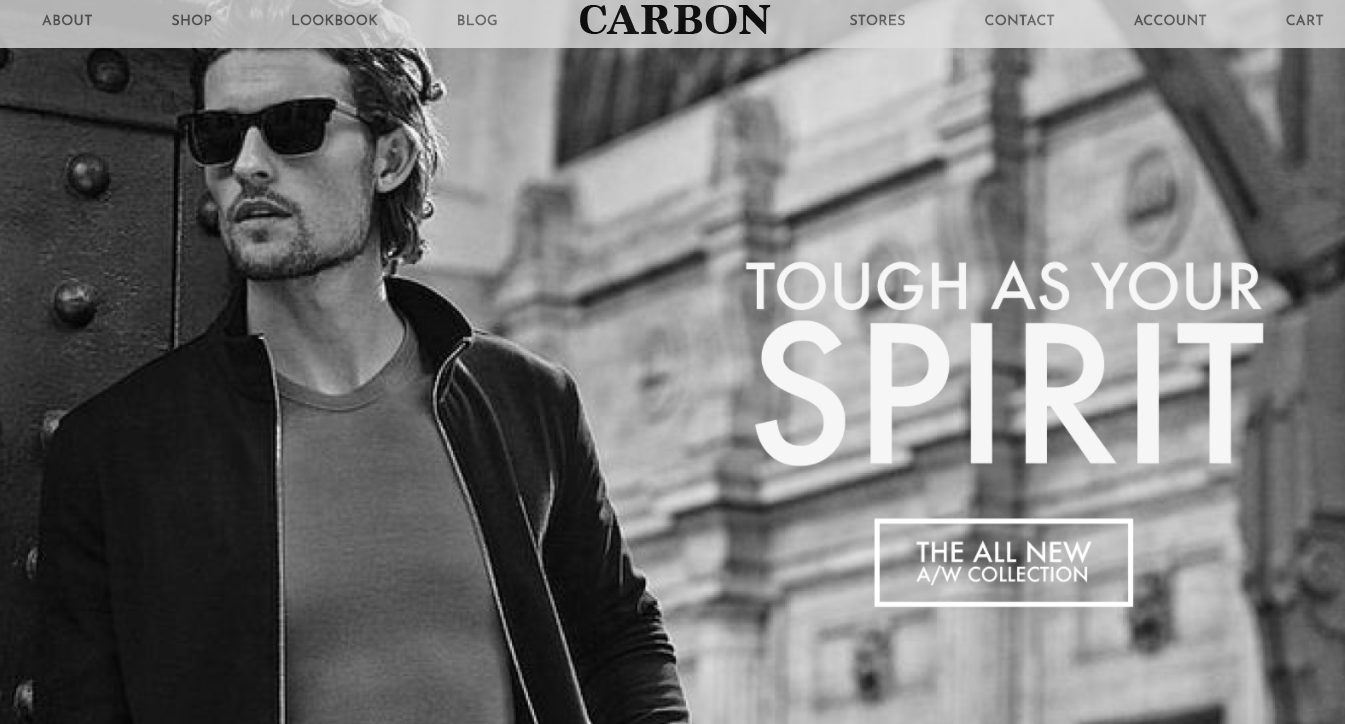 ABOUT SHOP LOOKBOOK BLOG CARBON STORES CONTACT ACCOUNT CART
TOUGH AS YOUR
SPIRIT
THE ALL NEW
A/W COLLECTION